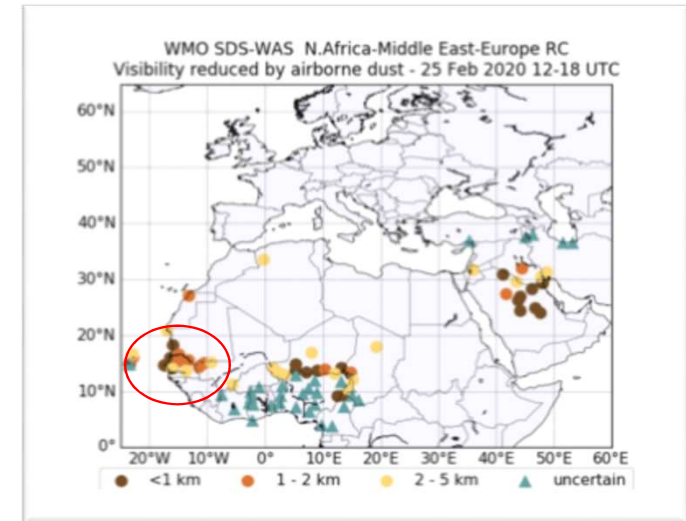 WMO SDS-WAS N.Africa-Middle East-Europe RC
Visibility reduced by airborne dust - 25 Feb 2020 12-18 UTC
60°N
50°N
40°N
30°N
20°N
10°N
0°
20°W 10°W 0° 10°E 20°E 30°E 40°E 50°E 60°E
<1 km 1 - 2 km 2 - 5 km uncertain